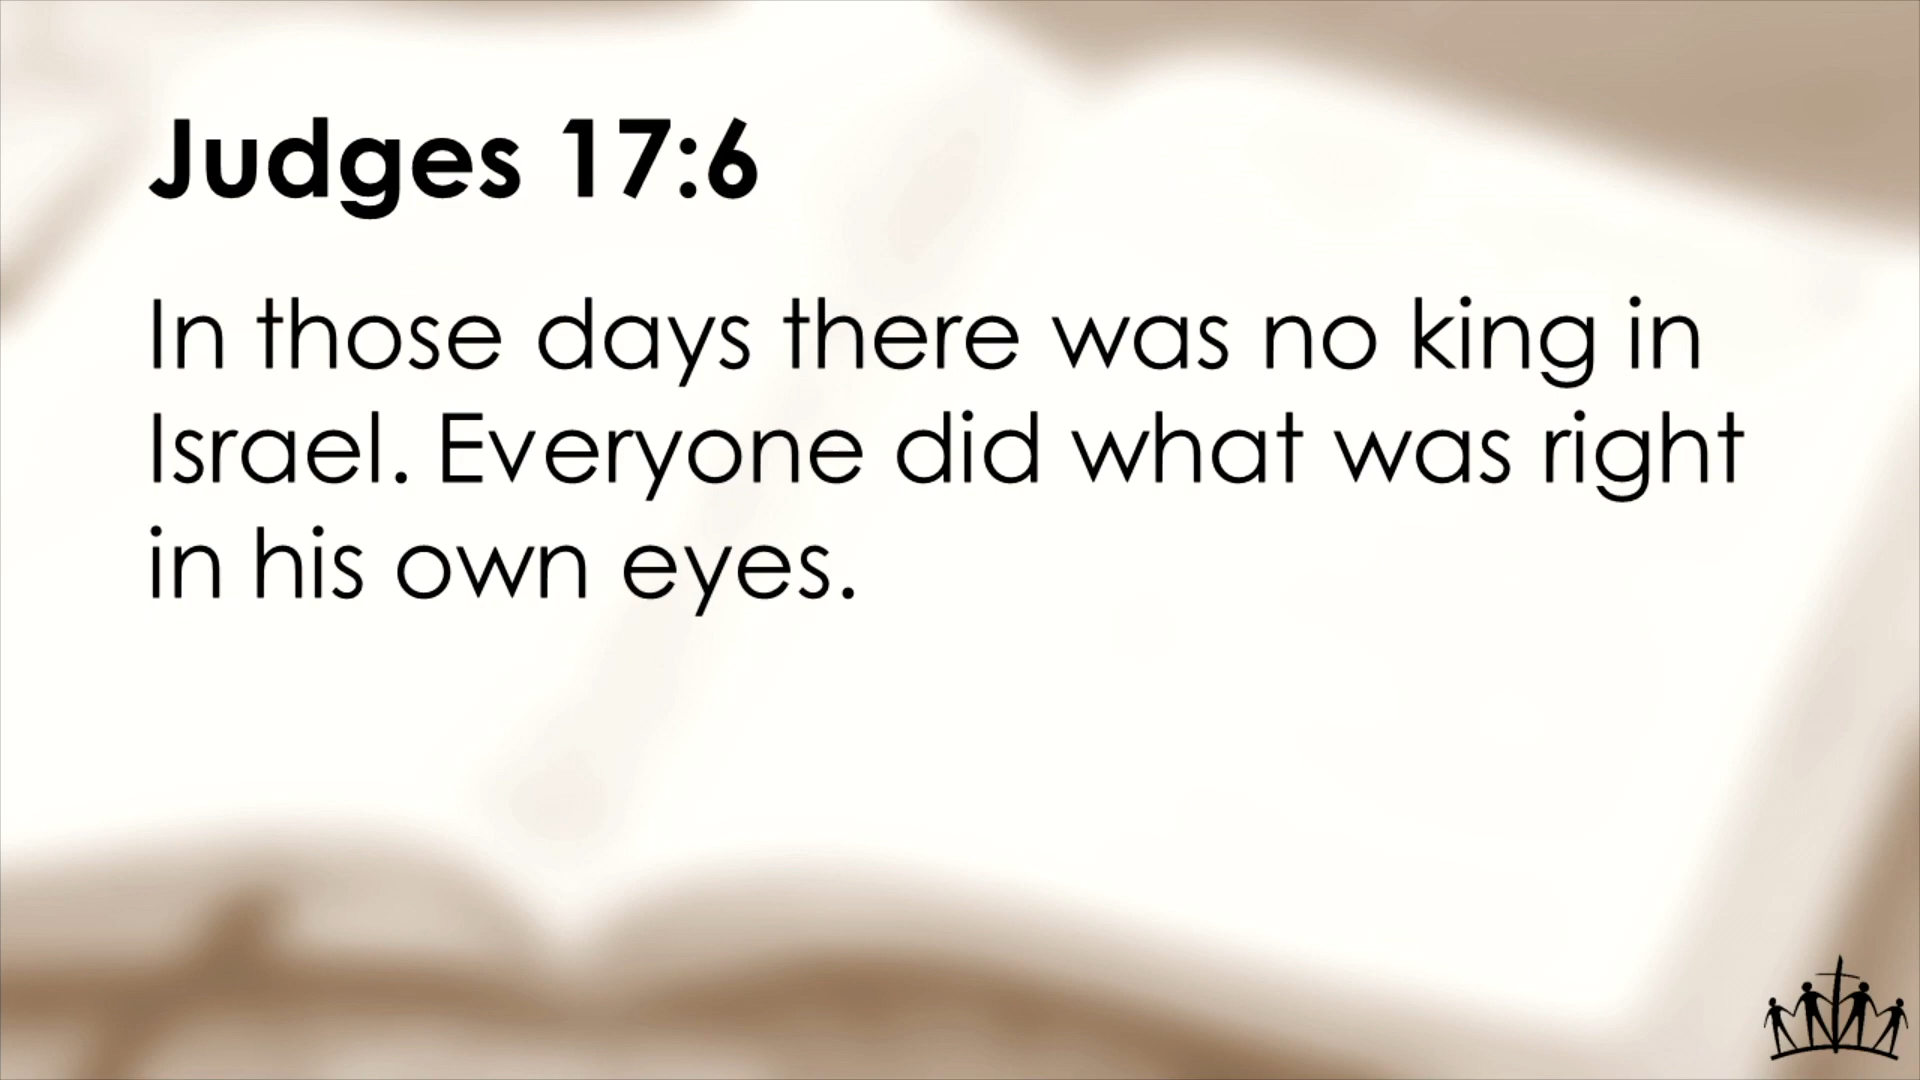 Judges 17:6
In those days there was no king in
Israel. Everyone did what was right
in his own eyes.